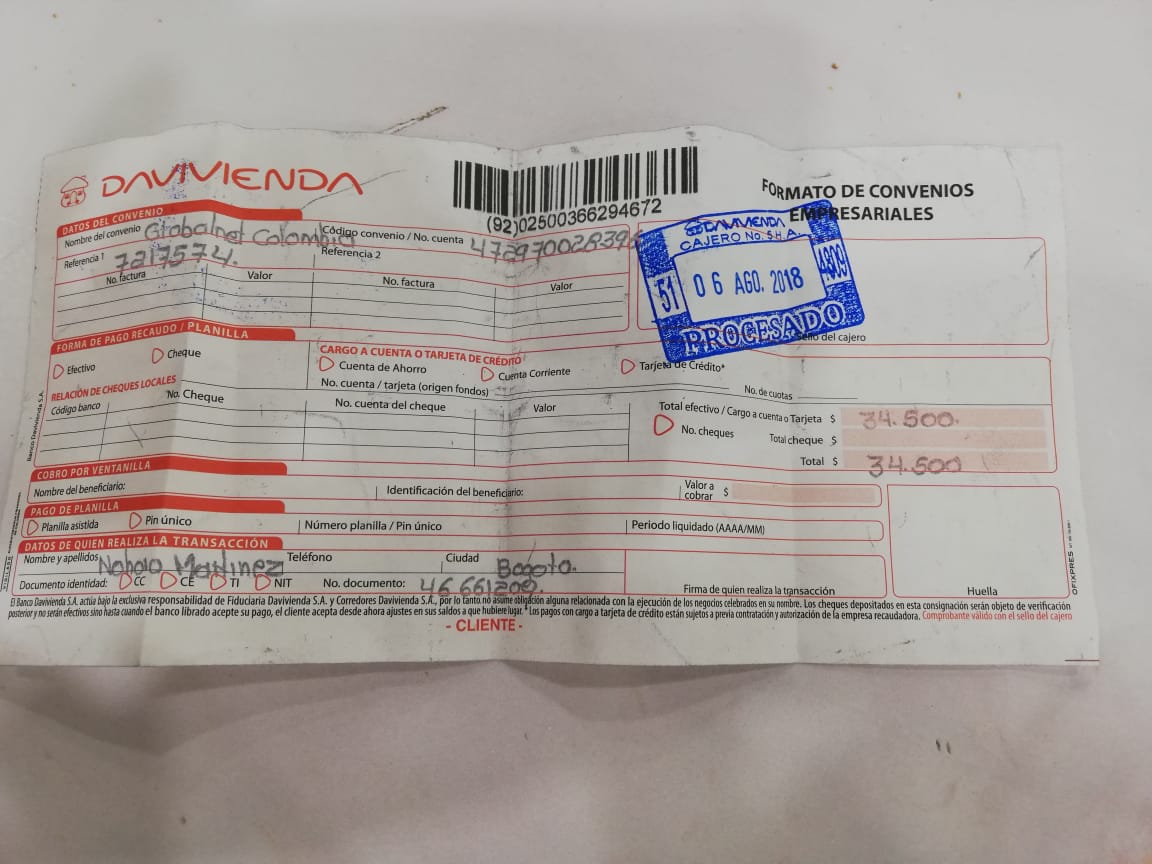 DAVIVIENDA
(92)02500366294672
FORMATO DE CONVENIOS
EMPRESARIALES
DATOS DEL CONVENIO
Nombre del convenio Globalnet Colombia Código convenio / No. cuenta
Referencia 1 7217574. Referencia 2
No. factura Valor No. factura Valor
DAVIVIENDA
CAJERO No. S.H.A.
51 06 AGO. 2018 4809
PROCESADO
sello del cajero
FORMA DE PAGO RECAUDO / PLANILLA
Efectivo Cheque
CARGO A CUENTA O TARJETA DE CRÉDITO
Cuenta de Ahorro Cuenta Corriente Tarjeta de Crédito*
No. cuenta / tarjeta (origen fondos) No. de cuotas
RELACIÓN DE CHEQUES LOCALES
Código banco No. Cheque No. cuenta del cheque Valor
Total efectivo / Cargo a cuenta o Tarjeta $ 34.500.
No. cheques Total cheque $
Total $ 34.500
Banco Davivienda S.A.
COBRO POR VENTANILLA
Nombre del beneficiario: Identificación del beneficiario: Valor a cobrar $
PAGO DE PLANILLA
Planilla asistida Pin único Número planilla / Pin único Periodo liquidado (AAAA/MM)
DATOS DE QUIEN REALIZA LA TRANSACCIÓN
Nombre y apellidos Martinez Teléfono Ciudad Bogota.
Documento identidad: CC CE TI NIT No. documento: 46661209.
Firma de quien realiza la transacción Huella
El Banco Davivienda S.A. actúa bajo la exclusiva responsabilidad de Fiduciaria Davivienda S.A. y Corredores Davivienda S.A., por lo tanto no asume obligación alguna relacionada con la ejecución de los negocios celebrados en su nombre. Los cheques depositados en esta consignación serán objeto de verificación
posterior y no serán efectivos sino hasta cuando el banco librado acepte su pago, el cliente acepta desde ahora ajustes en sus saldos a que hubiere lugar. * Los pagos con cargo a tarjeta de crédito están sujetos a previa contratación y autorización de la empresa recaudadora. Comprobante válido con el sello del cajero
- CLIENTE -
OFIXPRES